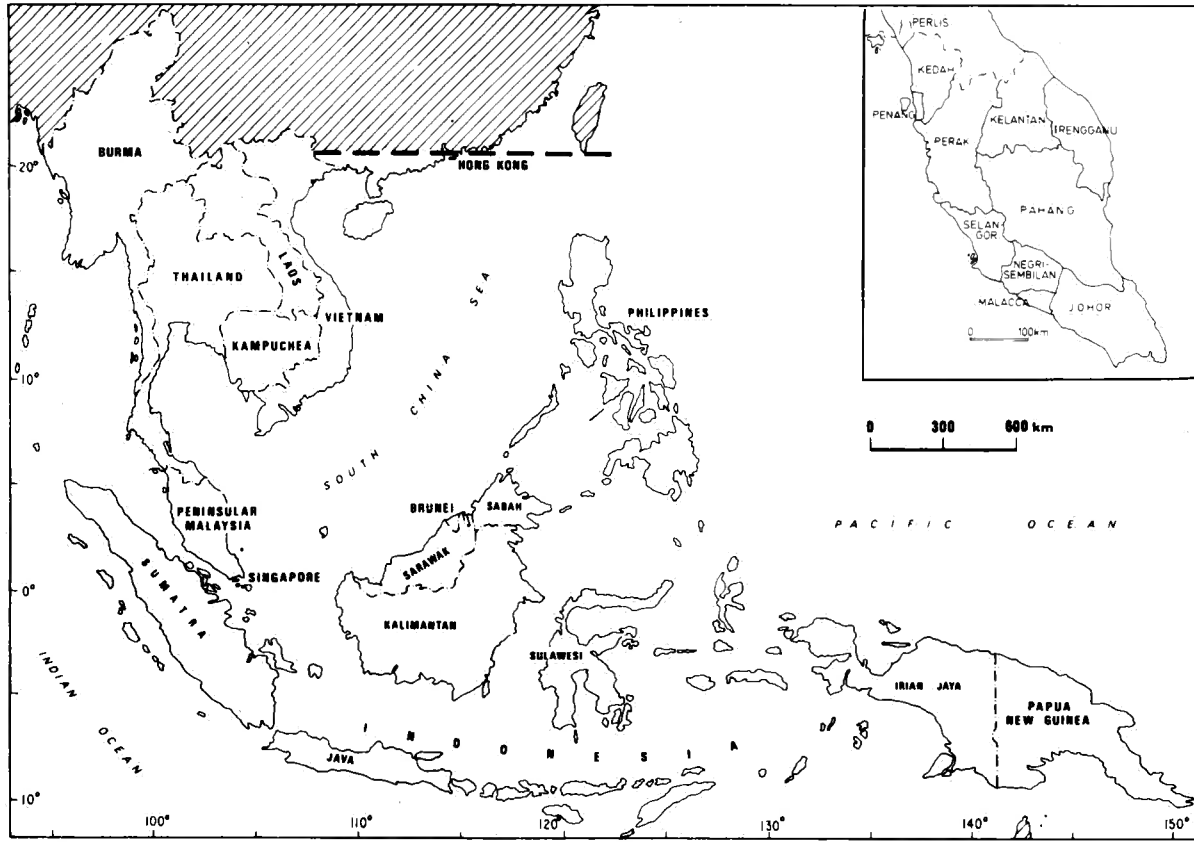 BURMA
HONG KONG
20°
LAOS
THAILAND
VIETNAM
KAMPUCHEA
PHILIPPINES
SOUTH CHINA SEA
10°
PENINSULAR
MALAYSIA
BRUNEI
SABAH
SARAWAK
SINGAPORE
SUMATRA
0°
KALIMANTAN
SULAWESI
PACIFIC OCEAN
IRIAN JAYA
PAPUA
NEW GUINEA
INDIAN OCEAN
INDONESIA
JAVA
10°
100°
110°
120°
130°
140°
150°
0 300 600 km
PERLIS
KEDAH
PENANG
KELANTAN
TRENGGANU
PERAK
PAHANG
SELAN
GOR
NEGRI-
SEMBILAN
MALACCA
JOHOR
0 100km